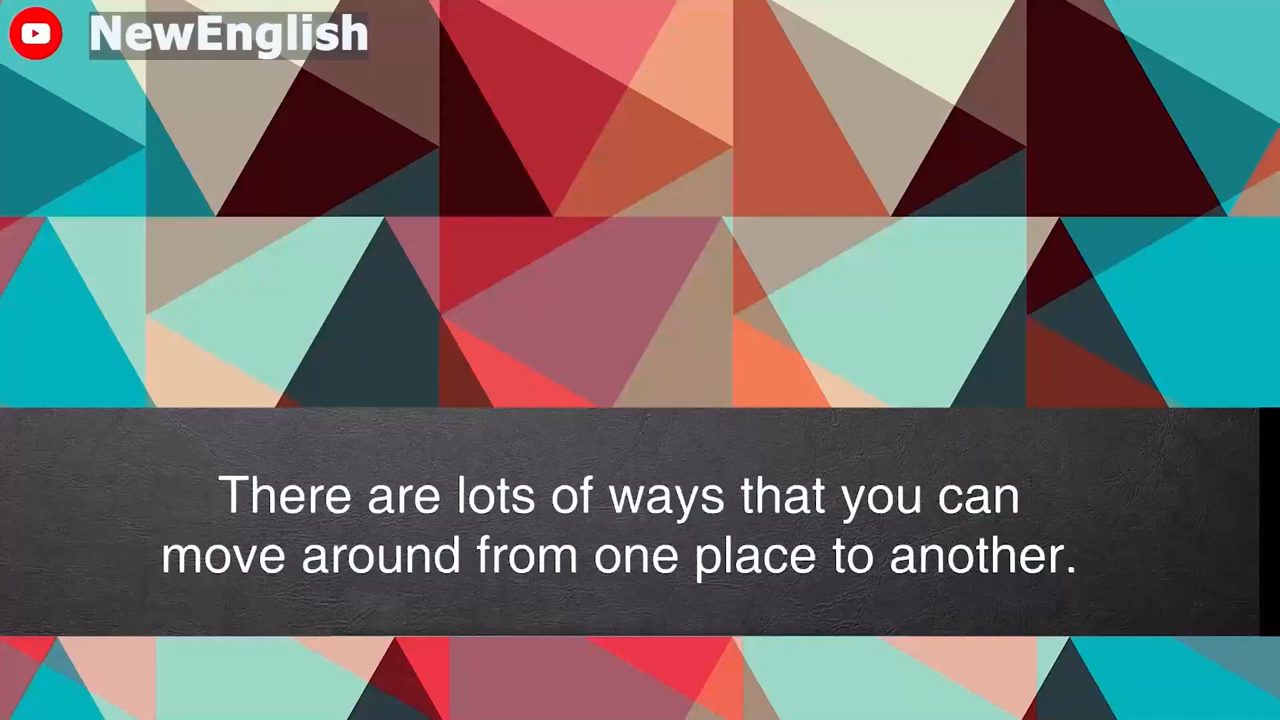 NewEnglish
There are lots of ways that you can
move around from one place to another.